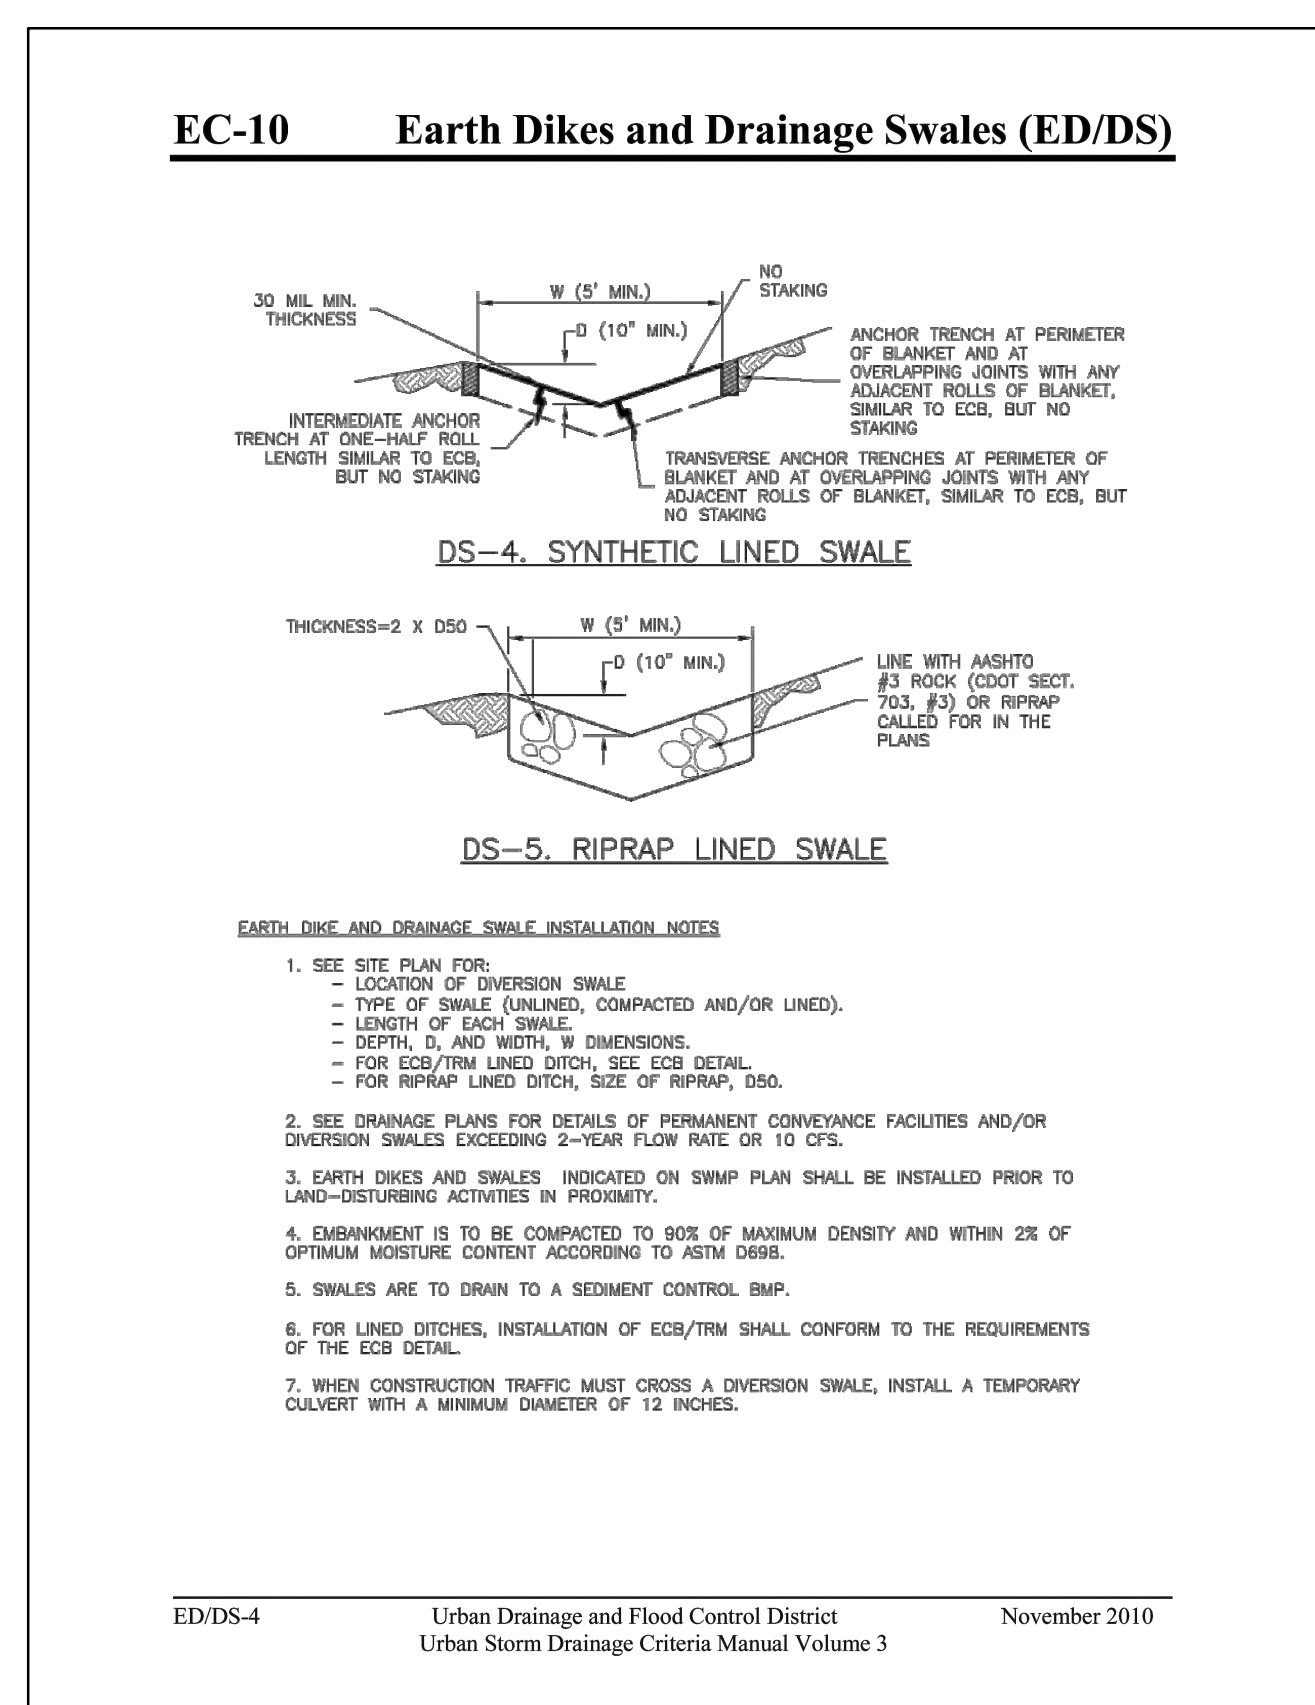 EC-10 Earth Dikes and Drainage Swales (ED/DS)
30 MIL MIN.
THICKNESS
W (5' MIN.)
D (10" MIN.)
NO
STAKING
ANCHOR TRENCH AT PERIMETER
OF BLANKET AND AT
OVERLAPPING JOINTS WITH ANY
ADJACENT ROLLS OF BLANKET,
SIMILAR TO ECB, BUT NO
STAKING
INTERMEDIATE ANCHOR
TRENCH AT ONE-HALF ROLL
LENGTH SIMILAR TO ECB,
BUT NO STAKING
TRANSVERSE ANCHOR TRENCHES AT PERIMETER OF
BLANKET AND AT OVERLAPPING JOINTS WITH ANY
ADJACENT ROLLS OF BLANKET, SIMILAR TO ECB, BUT
NO STAKING
DS-4. SYNTHETIC LINED SWALE
THICKNESS=2 X D50
W (5' MIN.)
D (10" MIN.)
LINE WITH AASHTO
#3 ROCK (CDOT SECT.
703, #3) OR RIPRAP
CALLED FOR IN THE
PLANS
DS-5. RIPRAP LINED SWALE
EARTH DIKE AND DRAINAGE SWALE INSTALLATION NOTES
1. SEE SITE PLAN FOR:
- LOCATION OF DIVERSION SWALE
- TYPE OF SWALE (UNLINED, COMPACTED AND/OR LINED).
- LENGTH OF EACH SWALE.
- DEPTH, D, AND WIDTH, W DIMENSIONS.
- FOR ECB/TRM LINED DITCH, SEE ECB DETAIL.
- FOR RIPRAP LINED DITCH, SIZE OF RIPRAP, D50.
2. SEE DRAINAGE PLANS FOR DETAILS OF PERMANENT CONVEYANCE FACILITIES AND/OR
DIVERSION SWALES EXCEEDING 2-YEAR FLOW RATE OR 10 CFS.
3. EARTH DIKES AND SWALES INDICATED ON SWMP PLAN SHALL BE INSTALLED PRIOR TO
LAND-DISTURBING ACTIVITIES IN PROXIMITY.
4. EMBANKMENT IS TO BE COMPACTED TO 90% OF MAXIMUM DENSITY AND WITHIN 2% OF
OPTIMUM MOISTURE CONTENT ACCORDING TO ASTM D698.
5. SWALES ARE TO DRAIN TO A SEDIMENT CONTROL BMP.
6. FOR LINED DITCHES, INSTALLATION OF ECB/TRM SHALL CONFORM TO THE REQUIREMENTS
OF THE ECB DETAIL.
7. WHEN CONSTRUCTION TRAFFIC MUST CROSS A DIVERSION SWALE, INSTALL A TEMPORARY
CULVERT WITH A MINIMUM DIAMETER OF 12 INCHES.
ED/DS-4 Urban Drainage and Flood Control District November 2010
Urban Storm Drainage Criteria Manual Volume 3